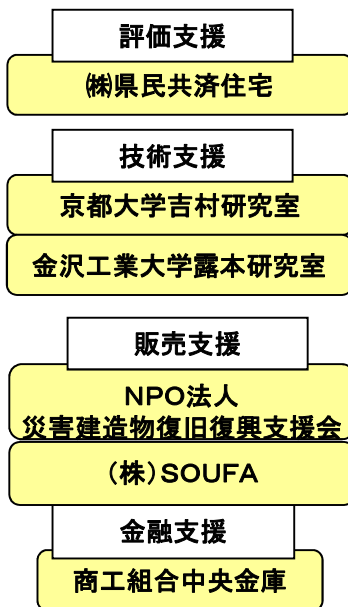 評価支援
㈱県民共済住宅
技術支援
京都大学吉村研究室
金沢工業大学露本研究室
販売支援
NPO法人
災害建造物復旧復興支援会
（株）SOUFA
金融支援
商工組合中央金庫